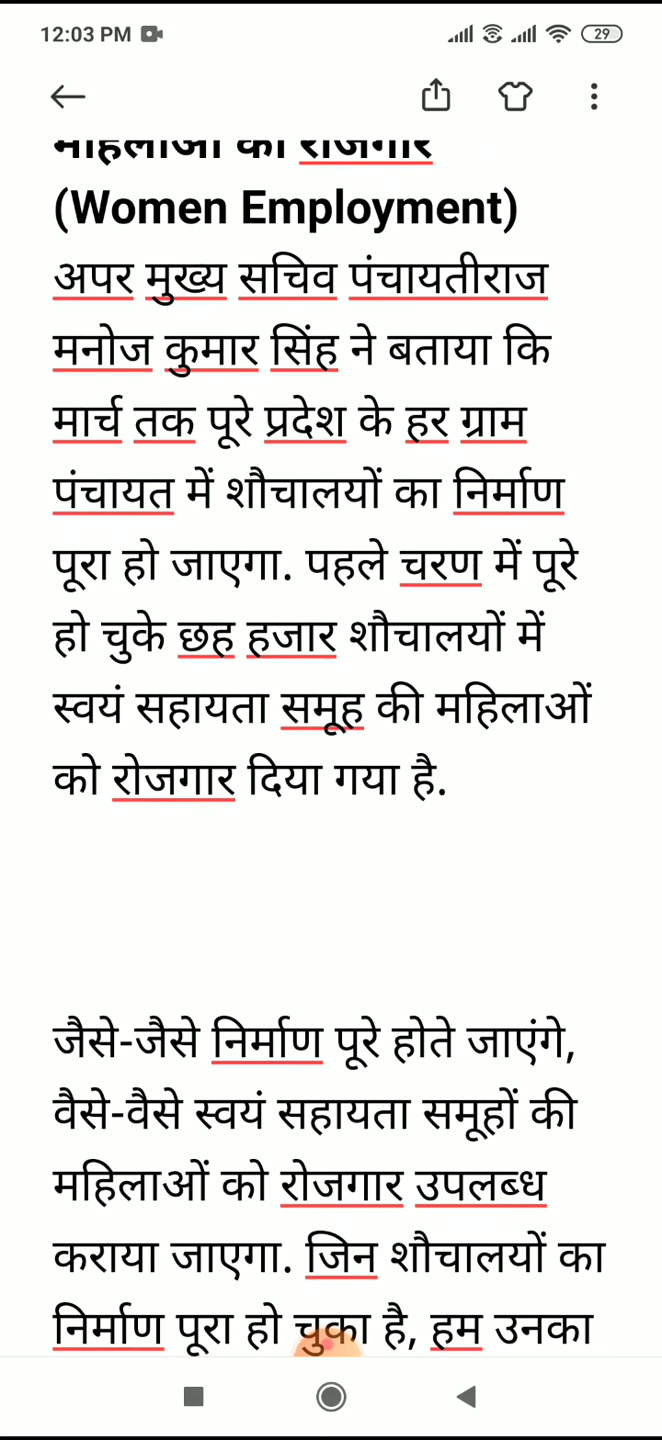 12:03 PM 29
महिलाओं का रोजगार
(Women Employment)
अपर मुख्य सचिव पंचायतीराज
मनोज कुमार सिंह ने बताया कि
मार्च तक पूरे प्रदेश के हर ग्राम
पंचायत में शौचालयों का निर्माण
पूरा हो जाएगा. पहले चरण में पूरे
हो चुके छह हजार शौचालयों में
स्वयं सहायता समूह की महिलाओं
को रोजगार दिया गया है.
जैसे-जैसे निर्माण पूरे होते जाएंगे,
वैसे-वैसे स्वयं सहायता समूहों की
महिलाओं को रोजगार उपलब्ध
कराया जाएगा. जिन शौचालयों का
निर्माण पूरा हो चुका है, हम उनका